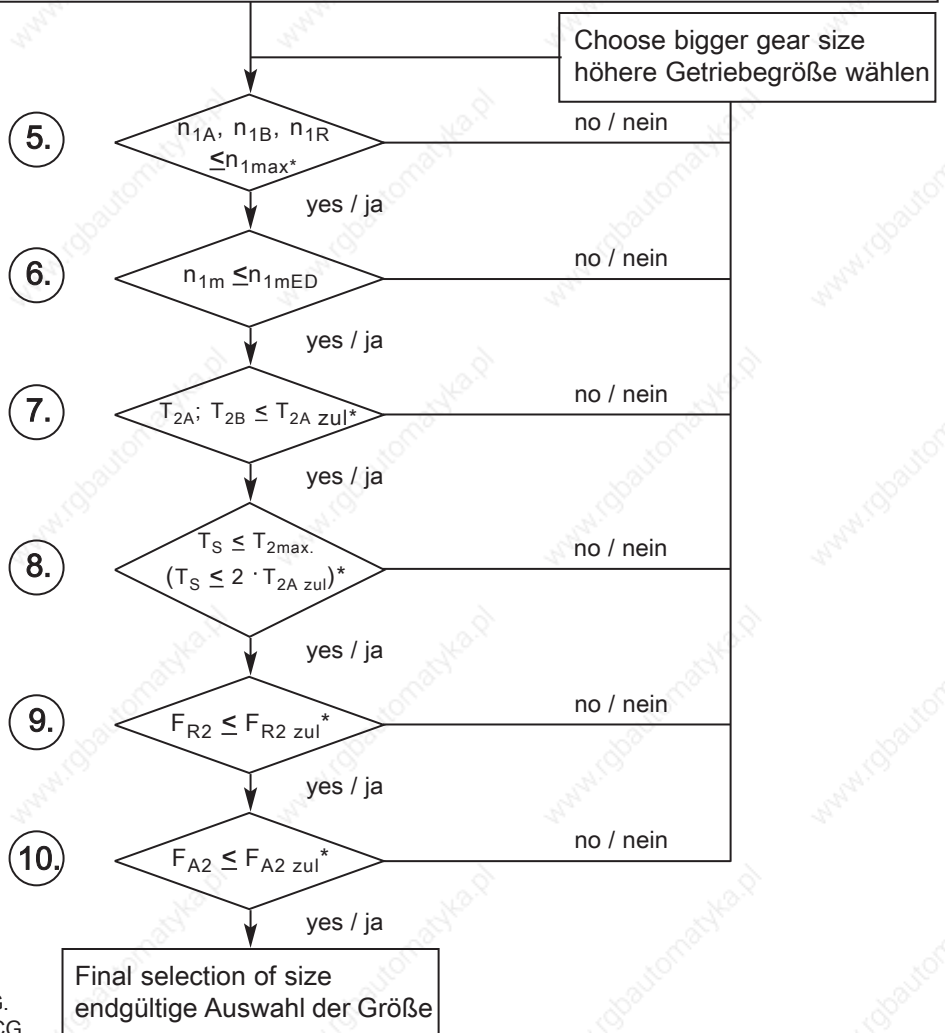 Choose bigger gear size
höhere Getriebegröße wählen
5.
n1A, n1B, n1R
≤n1max*
no / nein
yes / ja
6.
n1m ≤n1mED
no / nein
yes / ja
7.
T2A; T2B ≤ T2A zul*
no / nein
yes / ja
8.
TS ≤ T2max.
(TS ≤ 2 · T2A zul)*
no / nein
yes / ja
9.
FR2 ≤ FR2 zul*
no / nein
yes / ja
10.
FA2 ≤ FA2 zul*
no / nein
yes / ja
Final selection of size
endgültige Auswahl der Größe
www.rgbautomatyka.pl